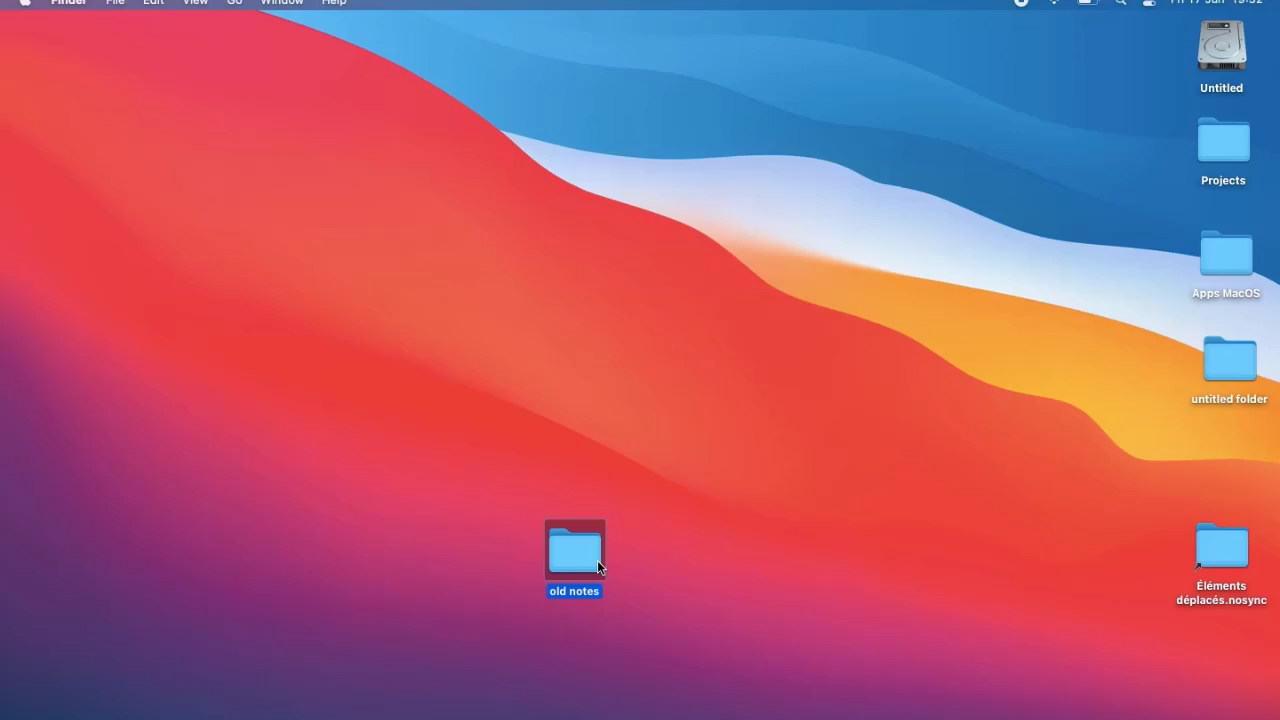 Finder File Edit View Go Window Help
Untitled
Projects
Apps MacOS
untitled folder
old notes
Éléments
déplacés.nosync